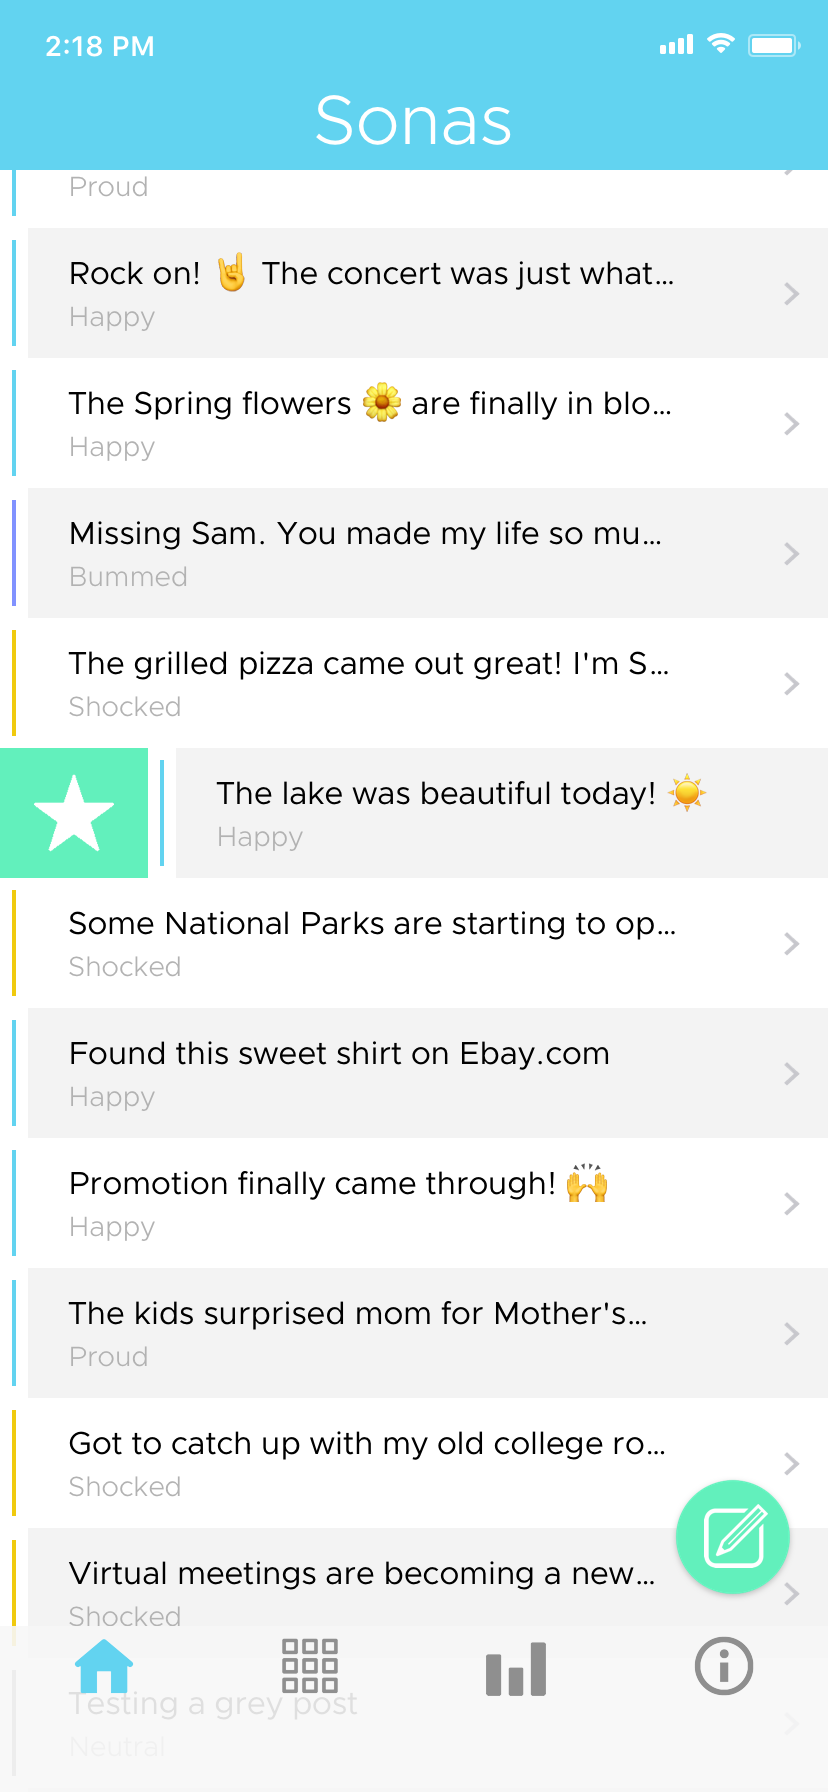 2:18 PM
Sonas
Proud
Rock on! 🤘 The concert was just what...
Happy
The Spring flowers 🌼 are finally in blo...
Happy
Missing Sam. You made my life so mu...
Bummed
The grilled pizza came out great! I'm S...
Shocked
The lake was beautiful today! ☀️
Happy
Some National Parks are starting to op...
Shocked
Found this sweet shirt on Ebay.com
Happy
Promotion finally came through! 🙌
Happy
The kids surprised mom for Mother's...
Proud
Got to catch up with my old college ro...
Shocked
Virtual meetings are becoming a new...
Shocked
Testing a grey post
Neutral